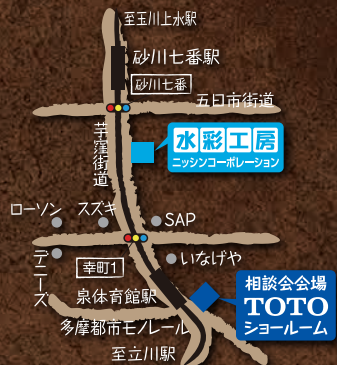 至玉川上水駅
砂川七番駅
砂川七番
五日市街道
芋窪街道
水彩工房
ニッシンコーポレーション
ローソン
スズキ
SAP
デニーズ
幸町1
いなげや
泉体育館駅
相談会会場
TOTO
ショールーム
多摩都市モノレール
至立川駅